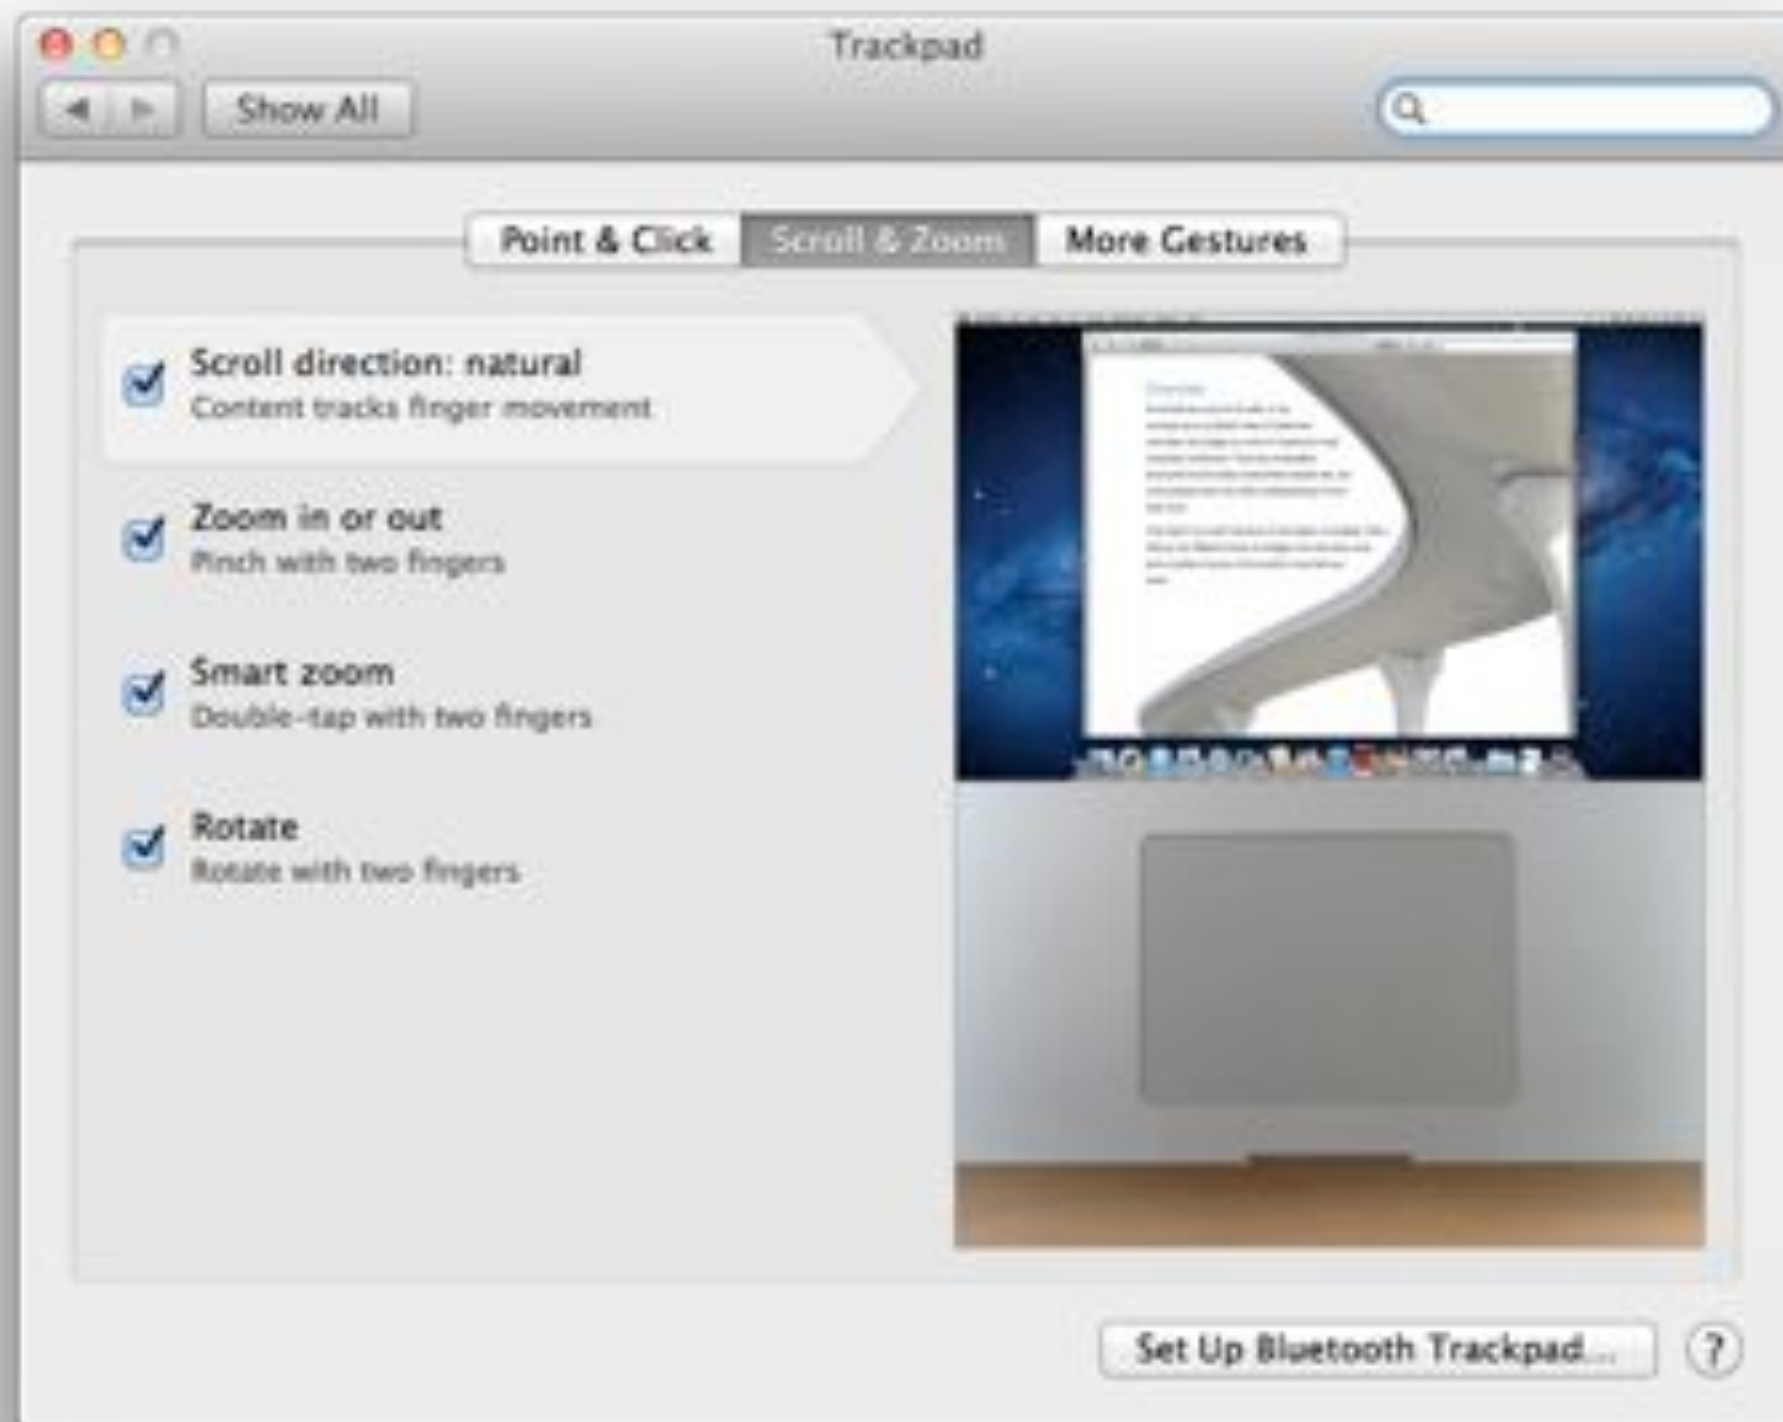 Trackpad
Show All
Point & Click
Scroll & Zoom
More Gestures
Scroll direction: natural
Content tracks finger movement
Zoom in or out
Pinch with two fingers
Smart zoom
Double-tap with two fingers
Rotate
Rotate with two fingers
Set Up Bluetooth Trackpad...
?